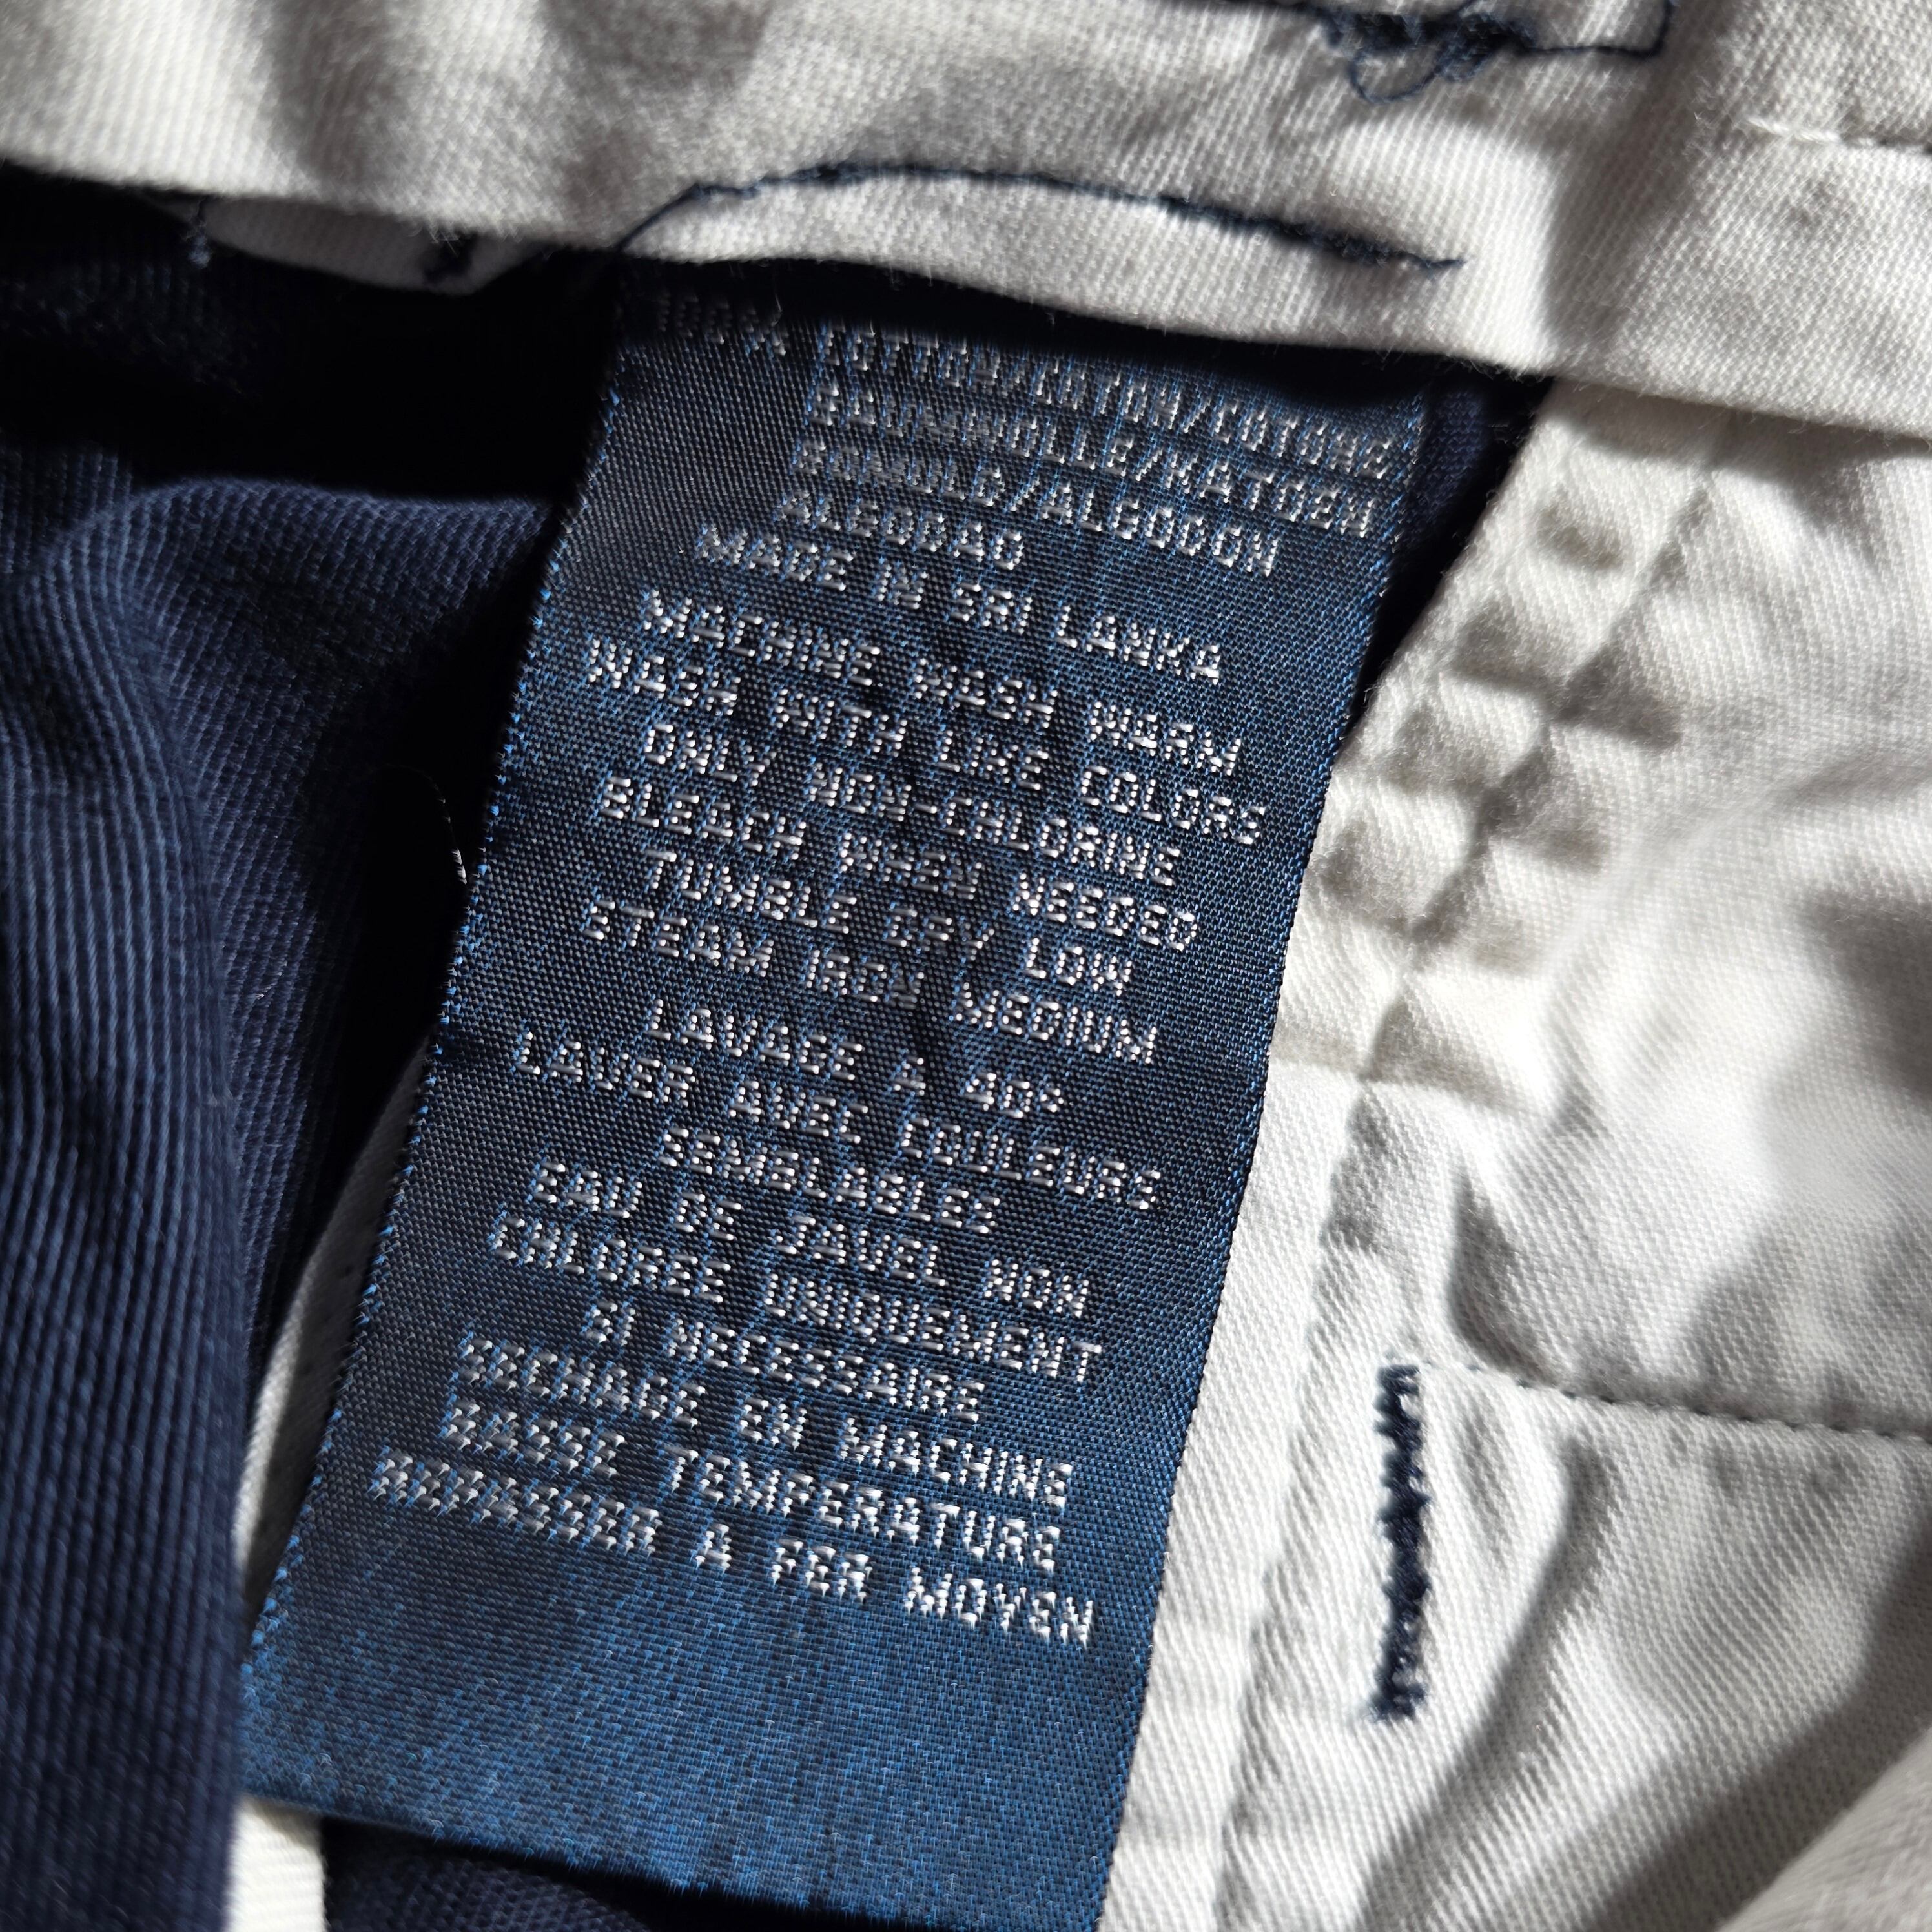 100% COTTON/COTON/COTONE
BAUMWOLLE/KATOEN
BOMULD/ALGODON
ALGODAO
MADE IN SRI LANKA
MACHINE WASH WARM
WASH WITH LIKE COLORS
ONLY NON-CHLORINE
BLEACH WHEN NEEDED
TUMBLE DRY LOW
STEAM IRON MEDIUM
LAVAGE A 40°
LAVER AVEC COULEURS
SEMBLABLES
EAU DE JAVEL NON
CHLOREE UNIQUEMENT
SI NECESSAIRE
SECHAGE EN MACHINE
BASSE TEMPERATURE
REPASSER A FER MOYEN